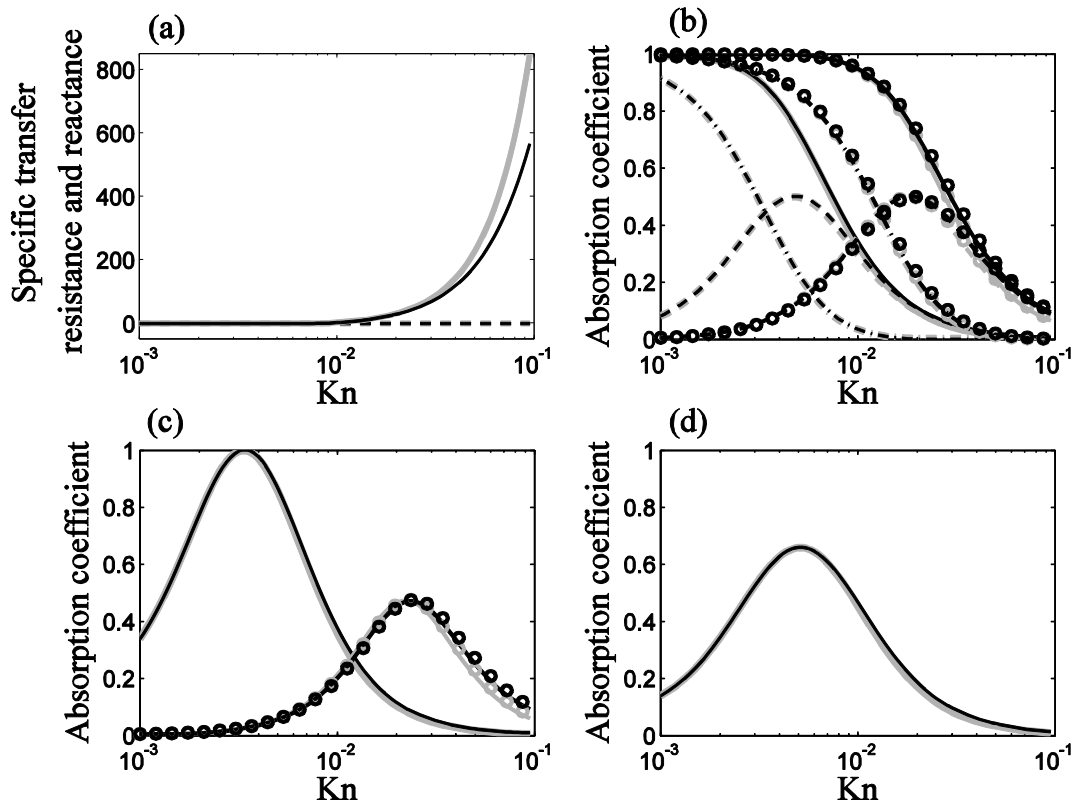 (a)
Specific transfer
resistance and reactance
800
600
400
200
0
10-3
10-2
10-1
Kn
(b)
Absorption coefficient
1
0.8
0.6
0.4
0.2
0
10-3
10-2
10-1
Kn
(c)
Absorption coefficient
1
0.8
0.6
0.4
0.2
0
10-3
10-2
10-1
Kn
(d)
Absorption coefficient
1
0.8
0.6
0.4
0.2
0
10-3
10-2
10-1
Kn